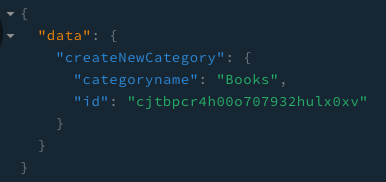 {
"data": {
"createNewCategory": {
"categoryname": "Books",
"id": "cjtbpcr4h00o707932hulx0xv"
}
}
}